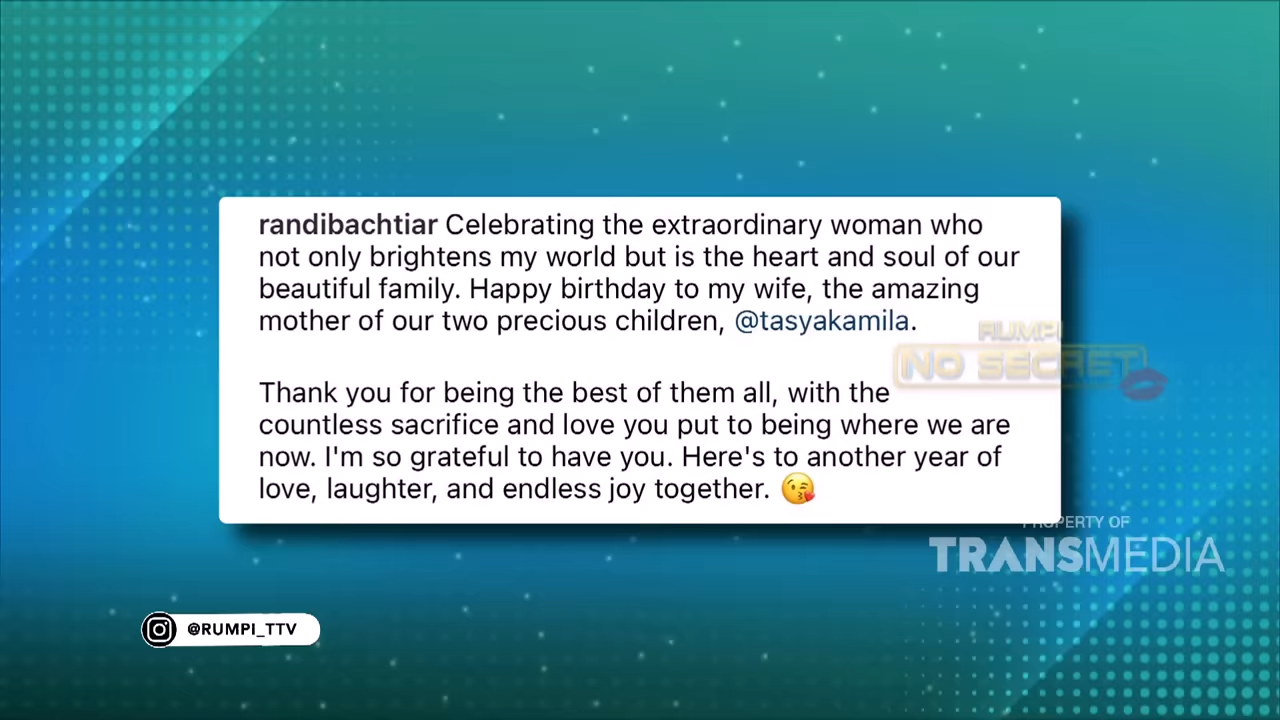 randibachtiar Celebrating the extraordinary woman who
not only brightens my world but is the heart and soul of our
beautiful family. Happy birthday to my wife, the amazing
mother of our two precious children, @tasyakamila.
RUMPI
NO SECRET
Thank you for being the best of them all, with the
countless sacrifice and love you put to being where we are
now. I'm so grateful to have you. Here's to another year of
love, laughter, and endless joy together. 😘
PROPERTY OF
TRANSMEDIA
@RUMPI_TTV